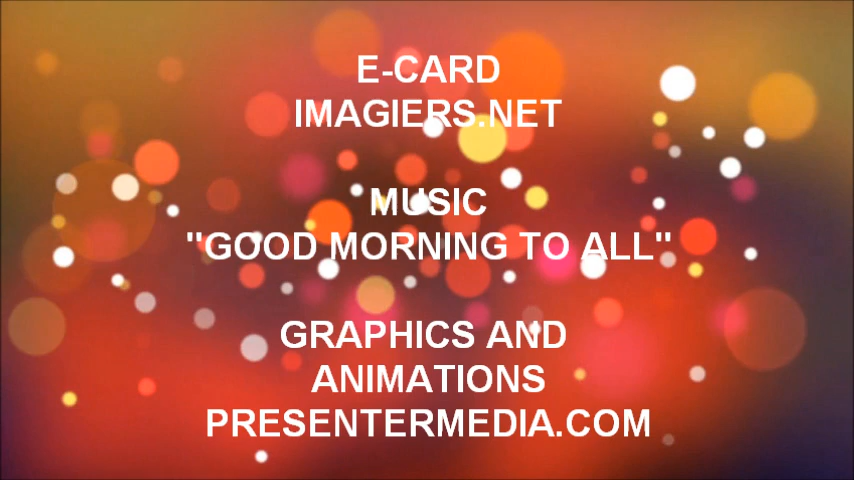 E-CARD
IMAGIERS.NET
MUSIC
"GOOD MORNING TO ALL"
GRAPHICS AND
ANIMATIONS
PRESENTERMEDIA.COM